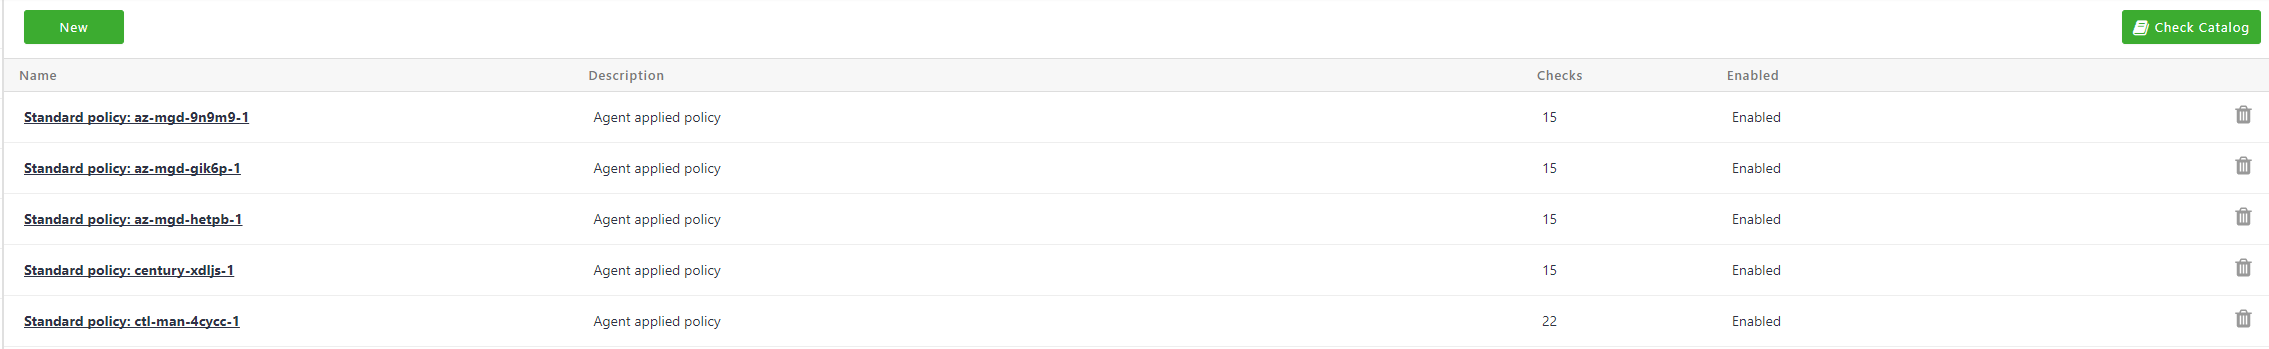 New
Check Catalog
Name Description Checks Enabled
Standard policy: az-mgd-9n9m9-1 Agent applied policy 15 Enabled
Standard policy: az-mgd-gik6p-1 Agent applied policy 15 Enabled
Standard policy: az-mgd-hetpb-1 Agent applied policy 15 Enabled
Standard policy: century-xdljs-1 Agent applied policy 15 Enabled
Standard policy: ctl-man-4cycc-1 Agent applied policy 22 Enabled